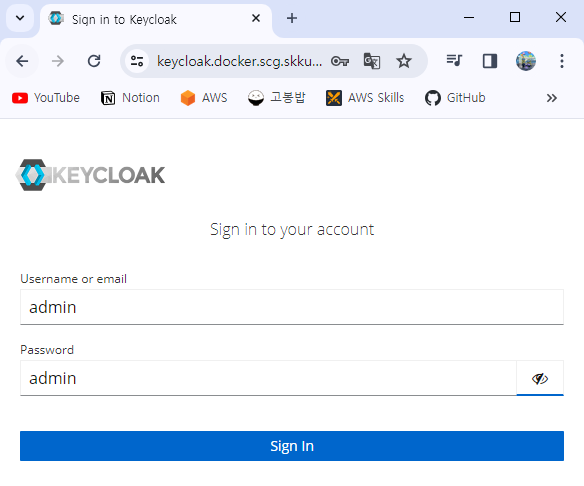 Sign in to Keycloak
keycloak.docker.scg.skku...
YouTube Notion AWS 고봉밥 AWS Skills GitHub
KEYCLOAK
Sign in to your account
Username or email
admin
Password
admin
Sign In